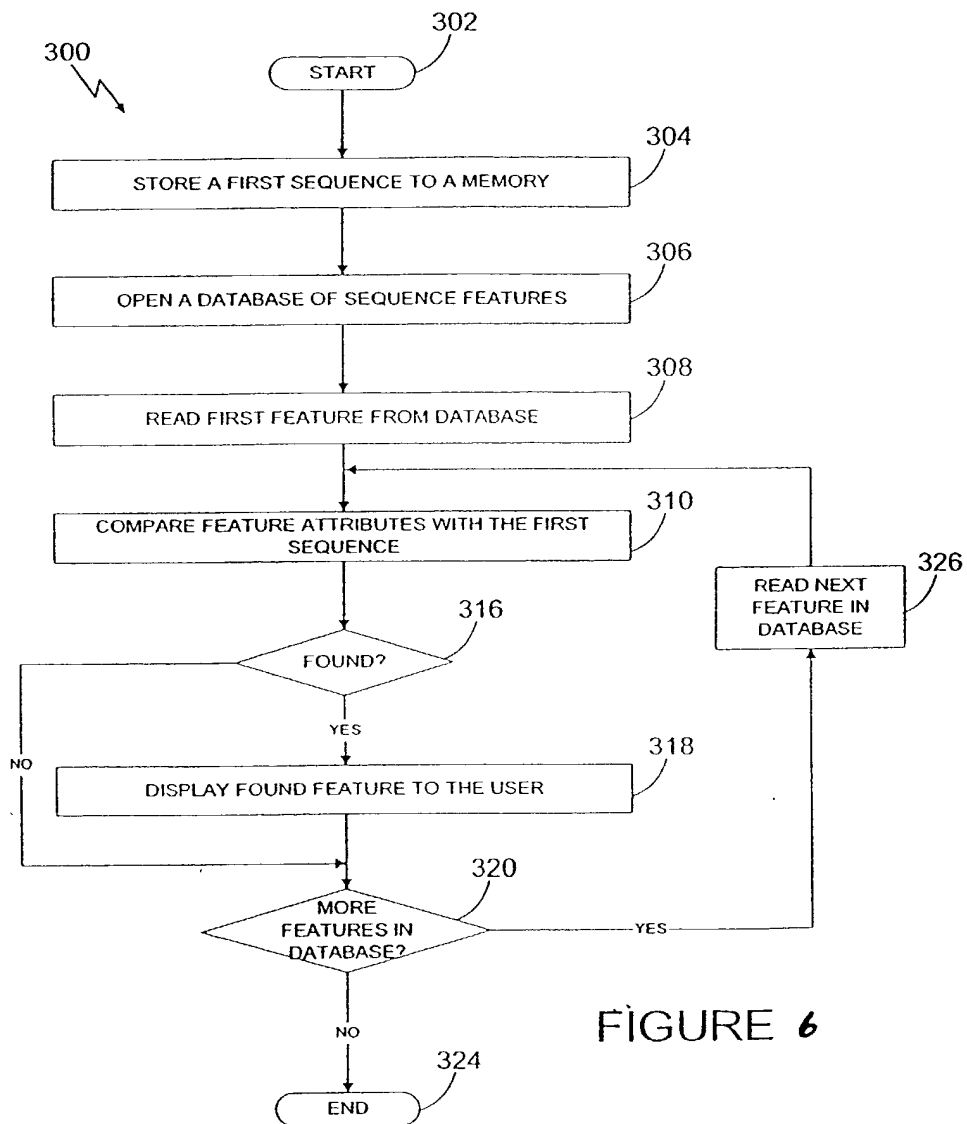 300
302
START
304
STORE A FIRST SEQUENCE TO A MEMORY
306
OPEN A DATABASE OF SEQUENCE FEATURES
308
READ FIRST FEATURE FROM DATABASE
310
COMPARE FEATURE ATTRIBUTES WITH THE FIRST
SEQUENCE
326
READ NEXT
FEATURE IN
DATABASE
316
FOUND?
YES
NO
318
DISPLAY FOUND FEATURE TO THE USER
320
MORE
FEATURES IN
DATABASE?
YES
NO
FIGURE 6
324
END